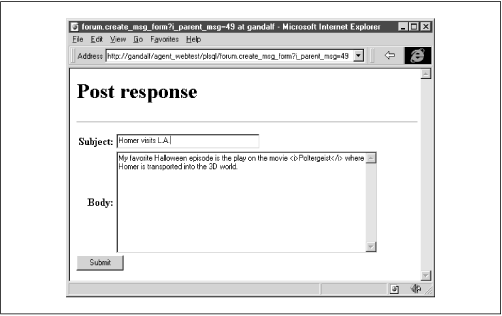 forum.create_msg_form?i_parent_msg=49 at gandalf - Microsoft Internet Explorer
File Edit View Go Favorites Help
Address http://gandalf/agent_webtest/plsql/forum.create_msg_form?i_parent_msg=49
Post response
Subject: Homer visits L.A.
My favorite Halloween episode is the play on the movie <i>Poltergeist</i> where
Homer is transported into the 3D world.
Body:
Submit